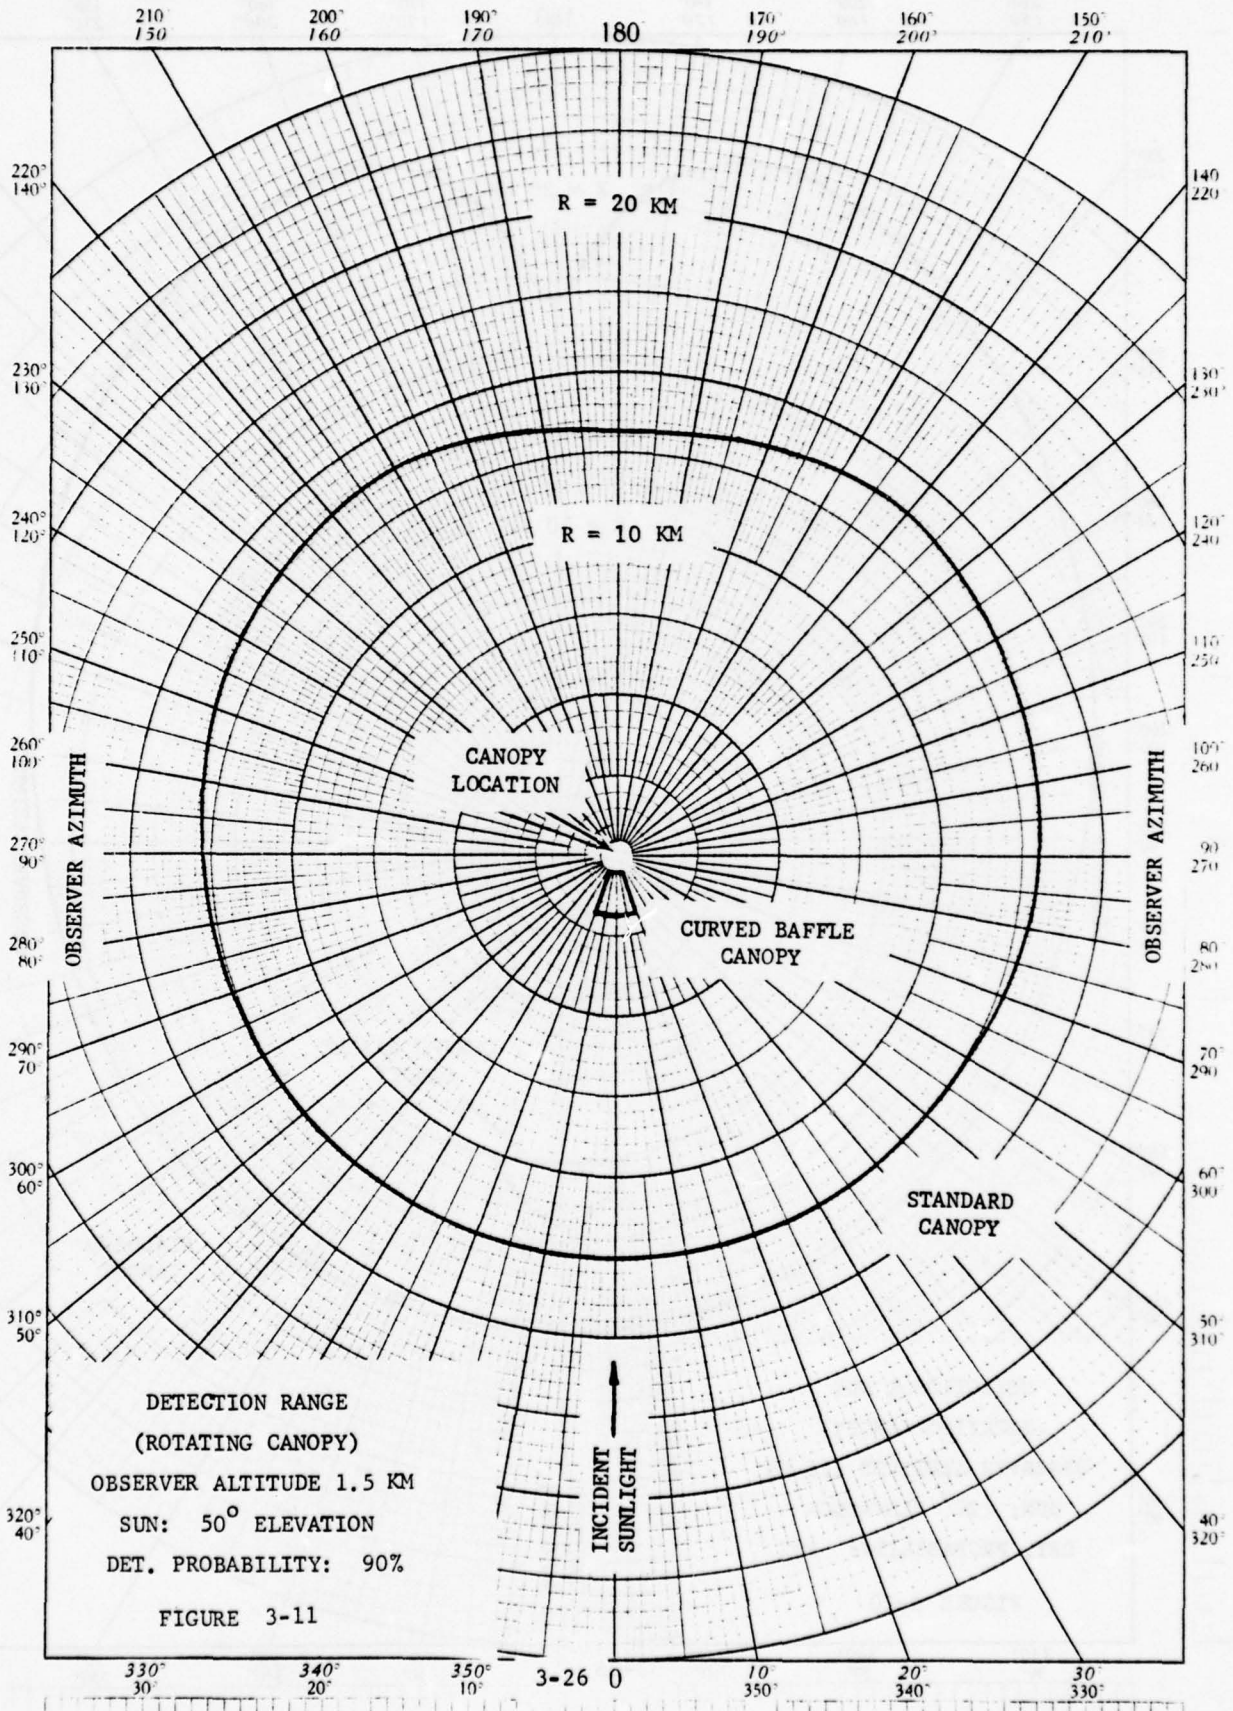 210° 200° 190° 180 170° 160° 150°
150° 160° 170° 190° 200° 210°
220°
140°
140
220
R = 20 KM
230°
130°
130°
230°
240°
120°
120°
240°
R = 10 KM
250°
110°
110
250
260°
100°
100°
260
CANOPY
LOCATION
OBSERVER AZIMUTH
OBSERVER AZIMUTH
270°
90°
90
270
CURVED BAFFLE
CANOPY
280°
80°
80
280
290°
70°
70°
290
300°
60°
60°
300°
STANDARD
CANOPY
310°
50°
50°
310°
DETECTION RANGE
(ROTATING CANOPY)
OBSERVER ALTITUDE 1.5 KM
SUN: 50° ELEVATION
DET. PROBABILITY: 90%
FIGURE 3-11
INCIDENT
SUNLIGHT
320°
40°
40°
320°
330° 340° 350° 3-26 0 10° 20° 30°
30° 20° 10° 350° 340° 330°